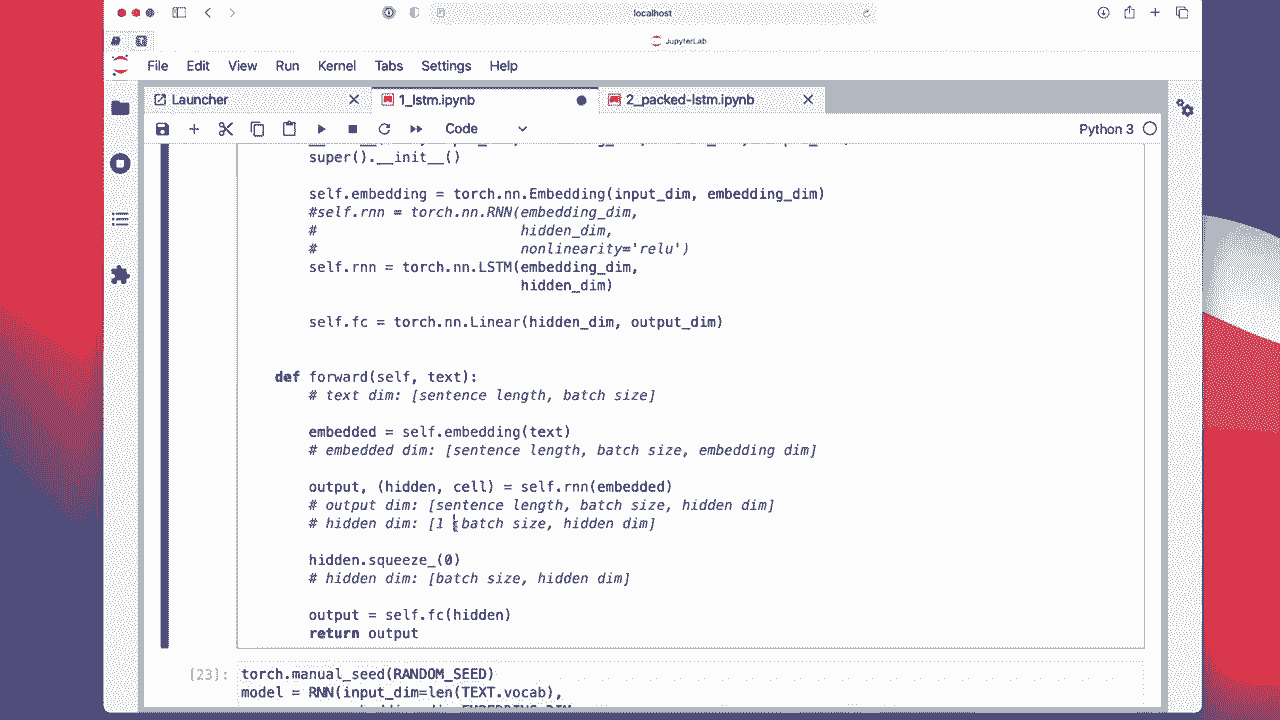 localhost
JupyterLab
File Edit View Run Kernel Tabs Settings Help
Launcher 1_lstm.ipynb 2_packed-lstm.ipynb
Code Python 3
super().__init__()
self.embedding = torch.nn.Embedding(input_dim, embedding_dim)
#self.rnn = torch.nn.RNN(embedding_dim,
# hidden_dim,
# nonlinearity='relu')
self.rnn = torch.nn.LSTM(embedding_dim,
hidden_dim)
self.fc = torch.nn.Linear(hidden_dim, output_dim)
def forward(self, text):
# text dim: [sentence length, batch size]
embedded = self.embedding(text)
# embedded dim: [sentence length, batch size, embedding dim]
output, (hidden, cell) = self.rnn(embedded)
# output dim: [sentence length, batch size, hidden dim]
# hidden dim: [1 batch size, hidden dim]
hidden.squeeze_(0)
# hidden dim: [batch size, hidden dim]
output = self.fc(hidden)
return output
[23]: torch.manual_seed(RANDOM_SEED)
model = RNN(input_dim=len(TEXT.vocab),